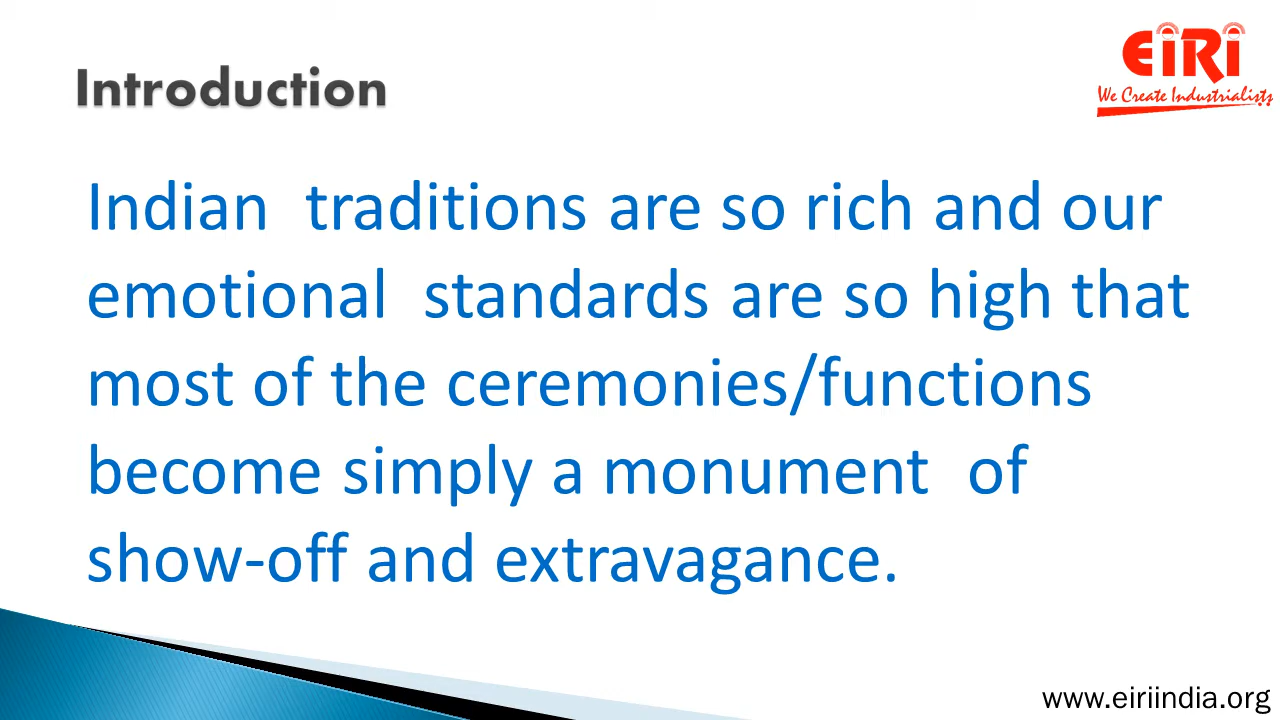 EiRi
We Create Industrialists
Introduction
Indian  traditions are so rich and our
emotional  standards are so high that
most of the ceremonies/functions
become simply a monument  of
show-off and extravagance.
www.eiriindia.org